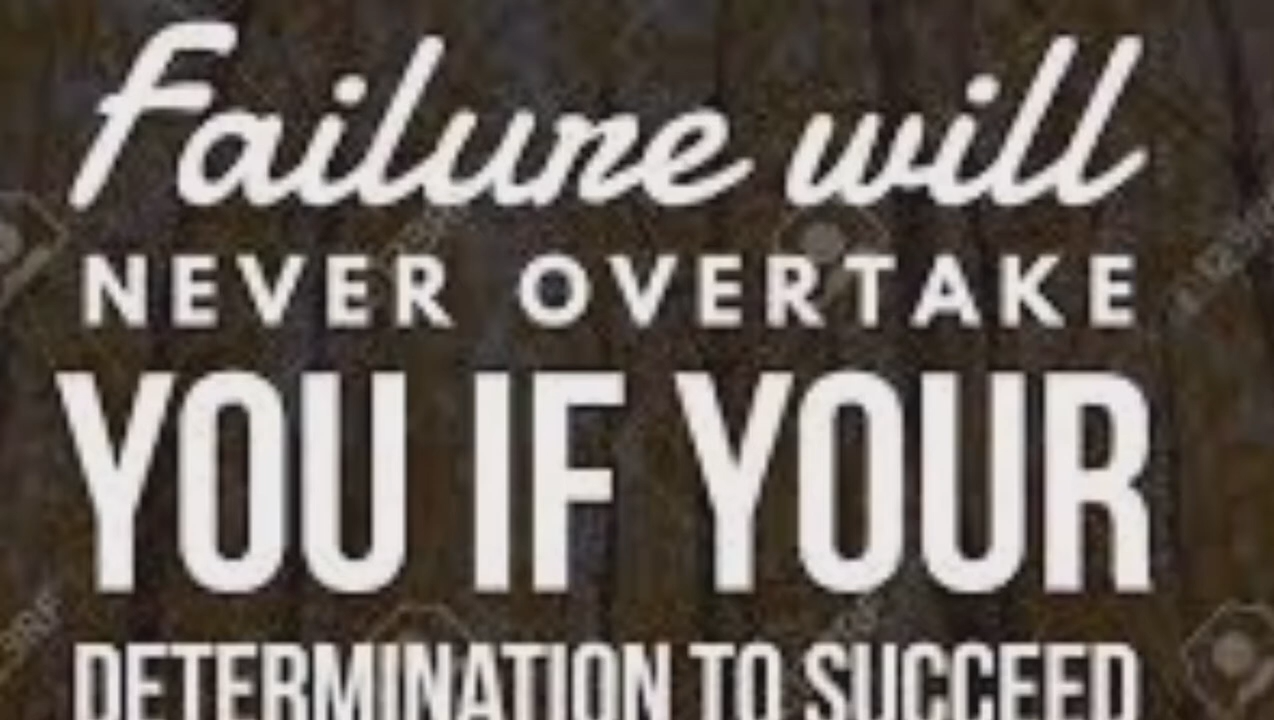 Failure will
NEVER OVERTAKE
YOU IF YOUR
DETERMINATION TO SUCCEED